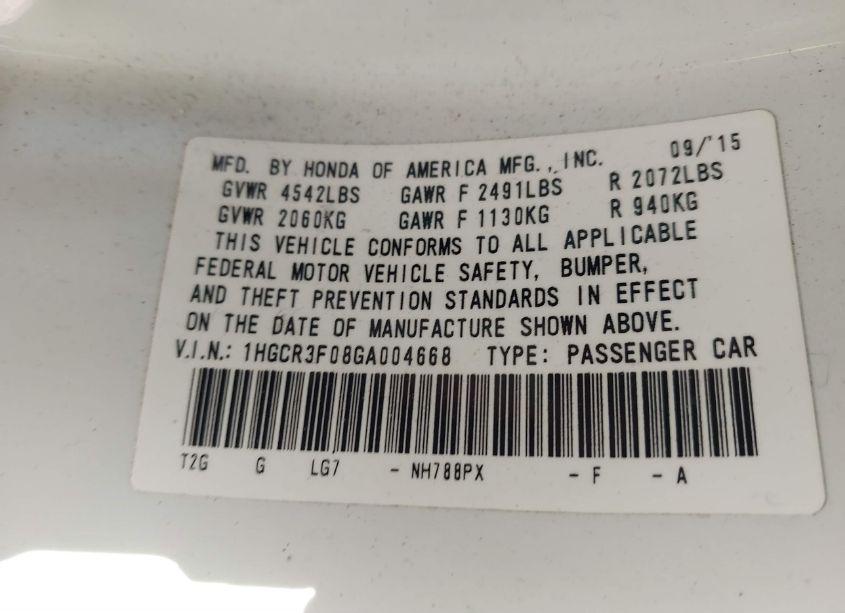 MFD. BY HONDA OF AMERICA MFG., INC. 09/'15
GVWR 4542LBS GAWR F 2491LBS R 2072LBS
GVWR 2060KG GAWR F 1130KG R 940KG
THIS VEHICLE CONFORMS TO ALL APPLICABLE
FEDERAL MOTOR VEHICLE SAFETY, BUMPER,
AND THEFT PREVENTION STANDARDS IN EFFECT
ON THE DATE OF MANUFACTURE SHOWN ABOVE.
V.I.N.: 1HGCR3F08GA004668 TYPE: PASSENGER CAR
T2G G LG7 - NH788PX - F - A